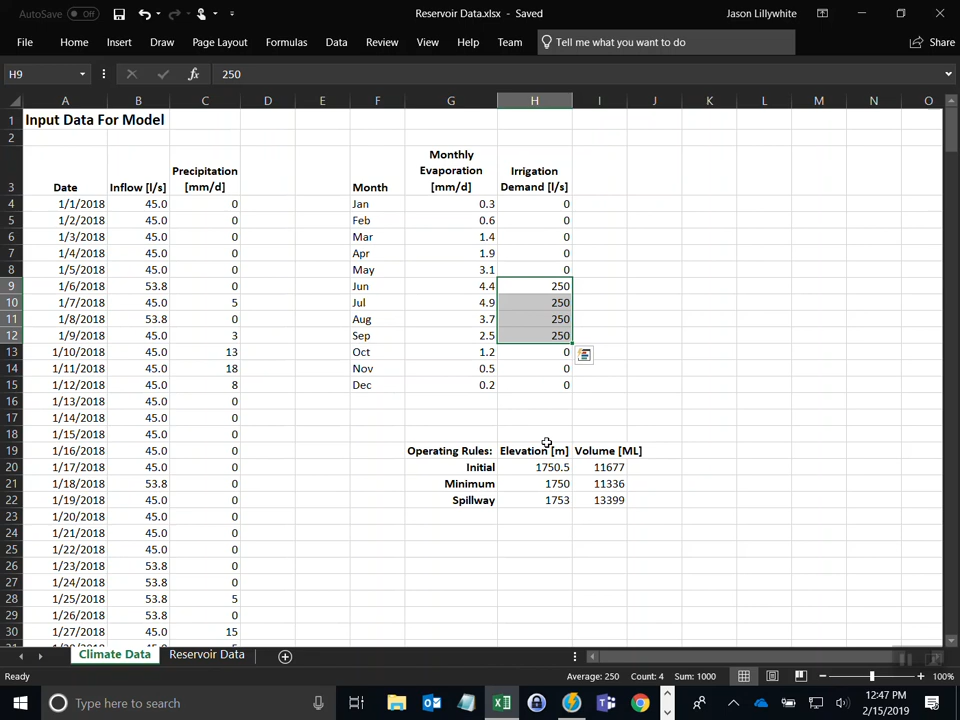 AutoSave Off Reservoir Data.xlsx - Saved Jason Lillywhite
File Home Insert Draw Page Layout Formulas Data Review View Help Team Tell me what you want to do Share
H9 fx 250
A B C D E F G H I J K L M N O
1 Input Data For Model
2
3 Date Inflow [l/s] Precipitation [mm/d] Month Monthly Evaporation [mm/d] Irrigation Demand [l/s]
4 1/1/2018 45.0 0 Jan 0.3 0
5 1/2/2018 45.0 0 Feb 0.6 0
6 1/3/2018 45.0 0 Mar 1.4 0
7 1/4/2018 45.0 0 Apr 1.9 0
8 1/5/2018 45.0 0 May 3.1 0
9 1/6/2018 53.8 0 Jun 4.4 250
10 1/7/2018 45.0 5 Jul 4.9 250
11 1/8/2018 53.8 0 Aug 3.7 250
12 1/9/2018 45.0 3 Sep 2.5 250
13 1/10/2018 45.0 13 Oct 1.2 0
14 1/11/2018 45.0 18 Nov 0.5 0
15 1/12/2018 45.0 8 Dec 0.2 0
16 1/13/2018 45.0 0
17 1/14/2018 45.0 0
18 1/15/2018 45.0 0
19 1/16/2018 45.0 0 Operating Rules: Elevation [m] Volume [ML]
20 1/17/2018 45.0 0 Initial 1750.5 11677
21 1/18/2018 53.8 0 Minimum 1750 11336
22 1/19/2018 45.0 0 Spillway 1753 13399
23 1/20/2018 45.0 0
24 1/21/2018 45.0 0
25 1/22/2018 45.0 0
26 1/23/2018 53.8 0
27 1/24/2018 53.8 0
28 1/25/2018 53.8 5
29 1/26/2018 53.8 0
30 1/27/2018 45.0 15
Climate Data Reservoir Data
Ready Average: 250 Count: 4 Sum: 1000 100%
Type here to search 12:47 PM
2/15/2019